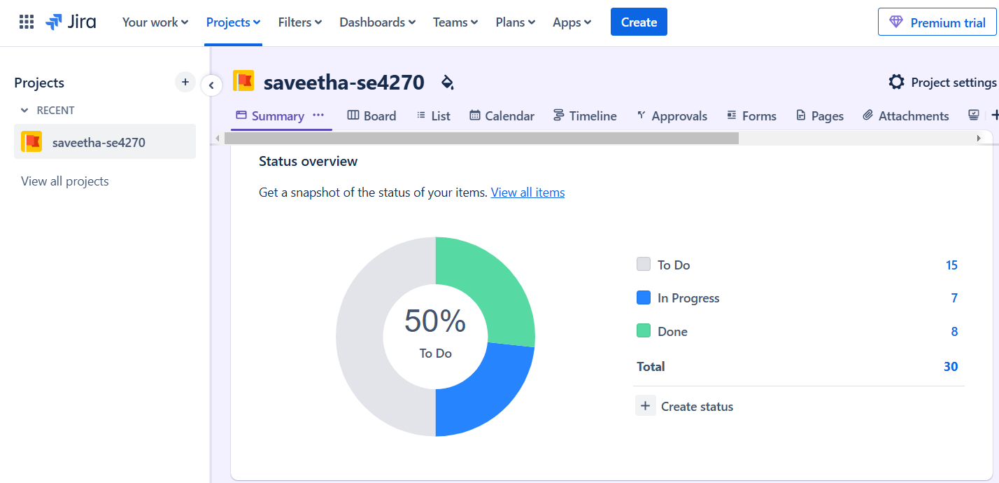 Jira Your work Projects Filters Dashboards Teams Plans Apps Create Premium trial
Projects
RECENT
saveetha-se4270
View all projects
saveetha-se4270 Project settings
Summary Board List Calendar Timeline Approvals Forms Pages Attachments
Status overview
Get a snapshot of the status of your items. View all items
50%
To Do
To Do 15
In Progress 7
Done 8
Total 30
Create status